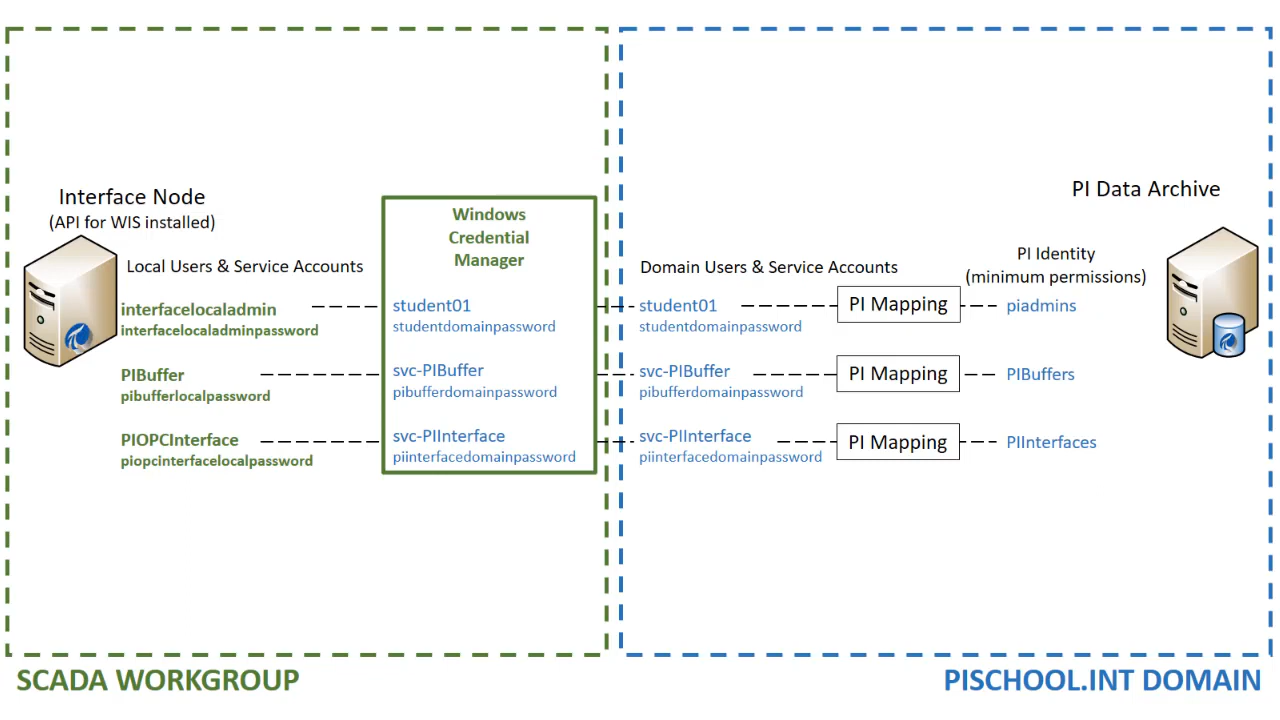 Interface Node
(API for WIS installed)
Local Users & Service Accounts
interfacelocaladmin
interfacelocaladminpassword
PIBuffer
pibufferlocalpassword
PIOPCInterface
piopcinterfacelocalpassword
Windows
Credential
Manager
student01
studentdomainpassword
svc-PIBuffer
pibufferdomainpassword
svc-PIInterface
piinterfacedomainpassword
Domain Users & Service Accounts
student01
studentdomainpassword
svc-PIBuffer
pibufferdomainpassword
svc-PIInterface
piinterfacedomainpassword
PI Mapping
PI Mapping
PI Mapping
PI Data Archive
PI Identity
(minimum permissions)
piadmins
PIBuffers
PIInterfaces
SCADA WORKGROUP
PISCHOOL.INT DOMAIN